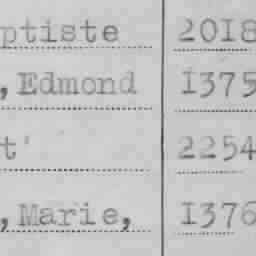 ptiste 2018
,Edmond 1375
t' 2254
,Marie, 1376